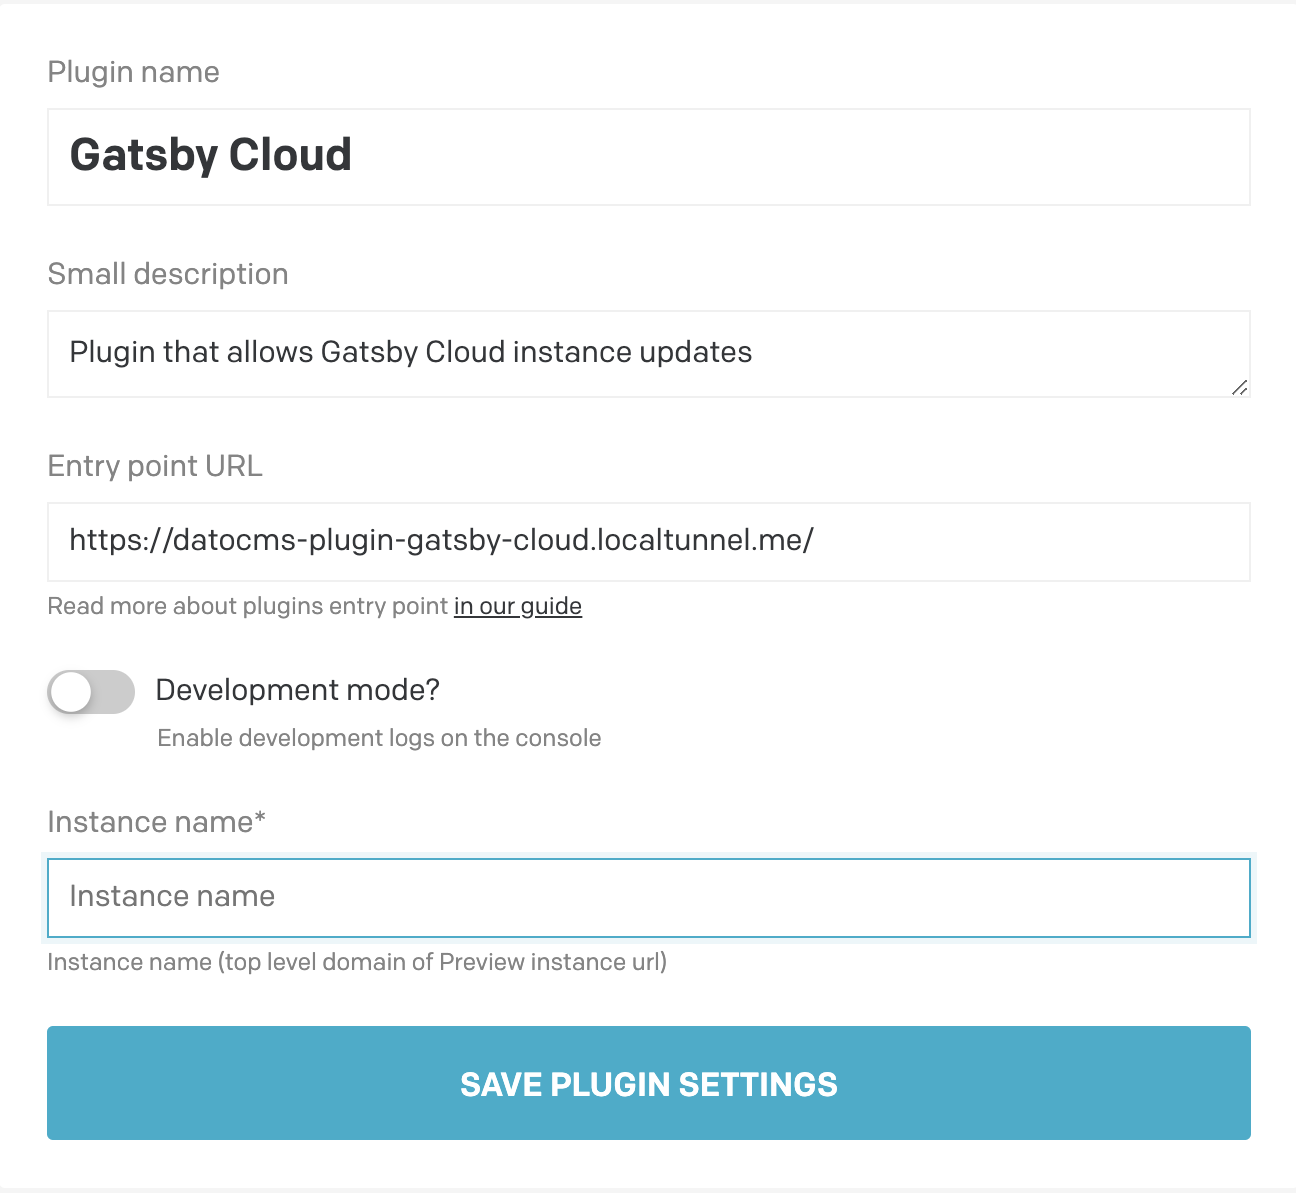 Plugin name
Gatsby Cloud
Small description
Plugin that allows Gatsby Cloud instance updates
Entry point URL
https://datocms-plugin-gatsby-cloud.localtunnel.me/
Read more about plugins entry point in our guide
Development mode?
Enable development logs on the console
Instance name*
Instance name
Instance name (top level domain of Preview instance url)
SAVE PLUGIN SETTINGS